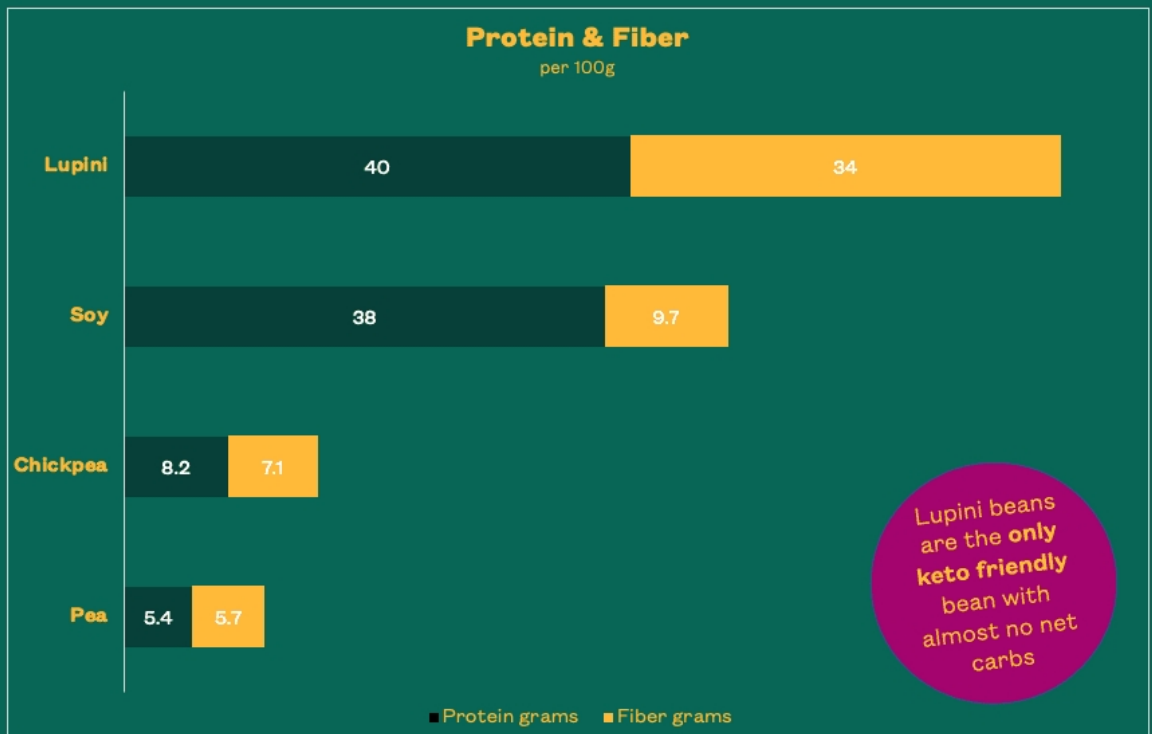 Protein & Fiber
per 100g
Lupini
40
34
Soy
38
9.7
Chickpea
8.2
7.1
Pea
5.4
5.7
Lupini beans
are the only
keto friendly
bean with
almost no net
carbs
Protein grams
Fiber grams